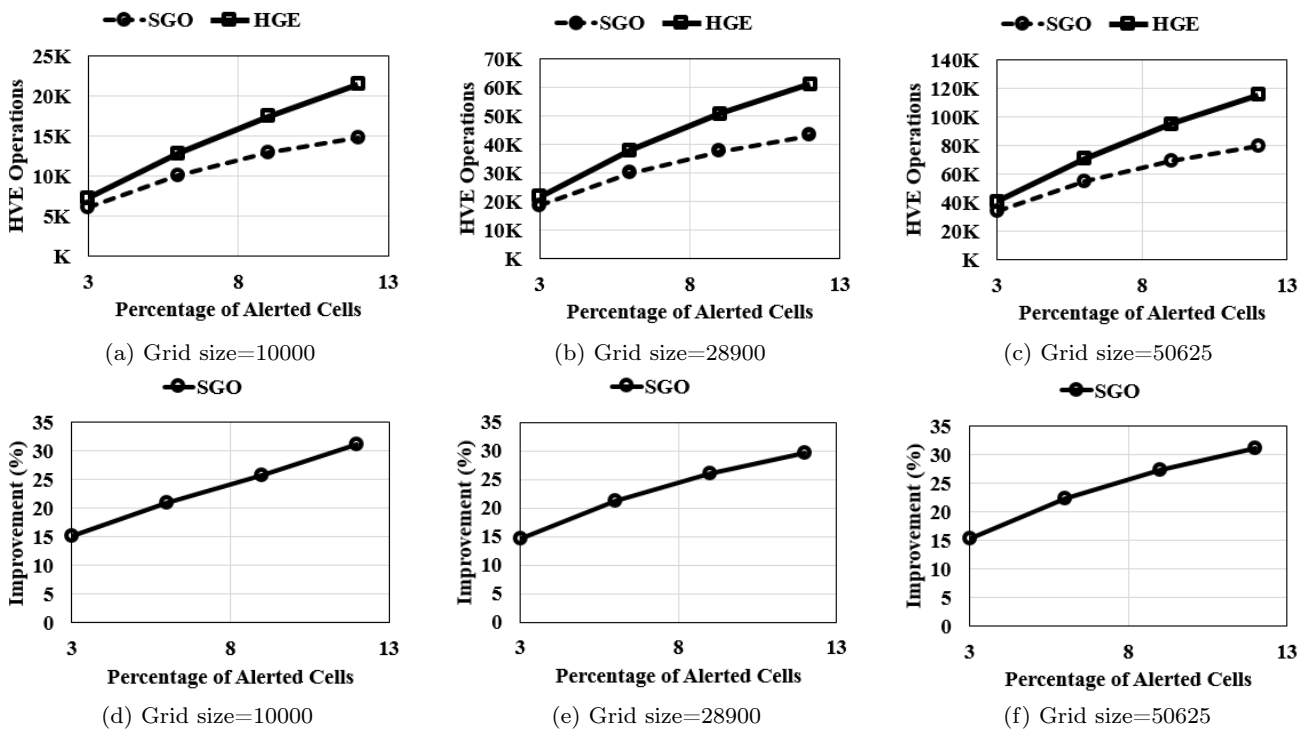 SGO HGE
HVE Operations
25K
20K
15K
10K
5K
K
3 8 13
Percentage of Alerted Cells
(a) Grid size=10000
SGO HGE
HVE Operations
70K
60K
50K
40K
30K
20K
10K
K
3 8 13
Percentage of Alerted Cells
(b) Grid size=28900
SGO HGE
HVE Operations
140K
120K
100K
80K
60K
40K
20K
K
3 8 13
Percentage of Alerted Cells
(c) Grid size=50625
SGO
Improvement (%)
35
30
25
20
15
10
5
0
3 8 13
Percentage of Alerted Cells
(d) Grid size=10000
SGO
Improvement (%)
35
30
25
20
15
10
5
0
3 8 13
Percentage of Alerted Cells
(e) Grid size=28900
SGO
Improvement (%)
35
30
25
20
15
10
5
0
3 8 13
Percentage of Alerted Cells
(f) Grid size=50625